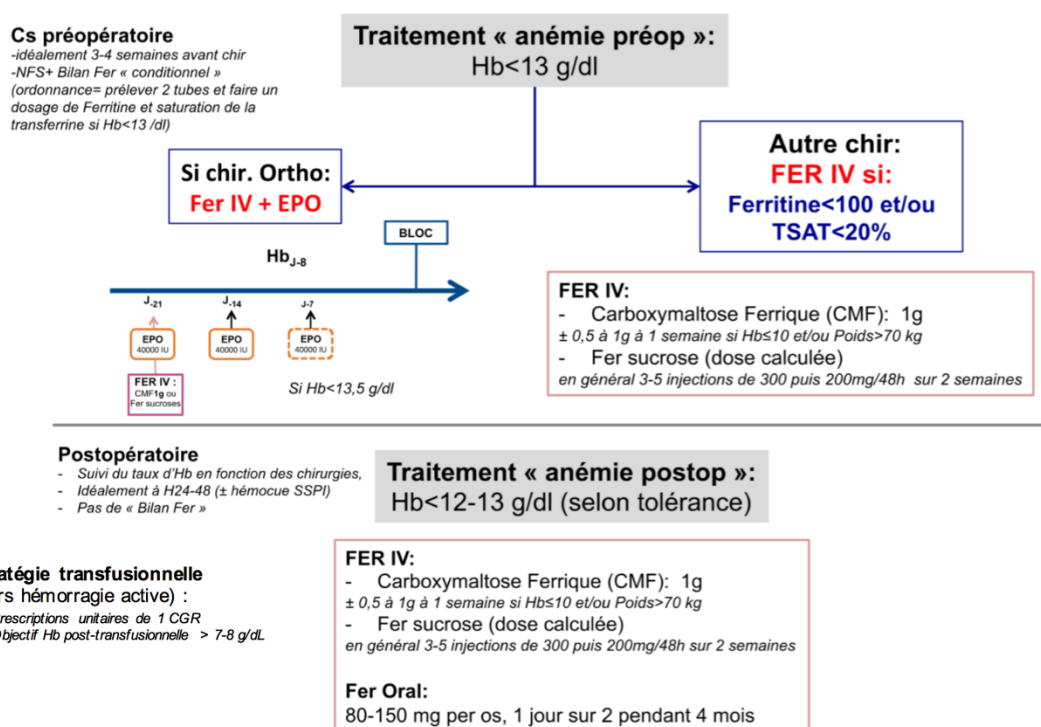 Cs préopératoire
-idéalement 3-4 semaines avant chir
-NFS+ Bilan Fer « conditionnel »
(ordonnance= prélever 2 tubes et faire un
dosage de Ferritine et saturation de la
transferrine si Hb<13 /dl)
Traitement « anémie préop »:
Hb<13 g/dl
Si chir. Ortho:
Fer IV + EPO
Autre chir:
FER IV si:
Ferritine<100 et/ou
TSAT<20%
BLOC
Hb J-8
J-21
J-14
J-7
EPO
40000 IU
EPO
40000 IU
EPO
40000 IU
FER IV :
CMF1g ou
Fer sucroses
Si Hb<13,5 g/dl
FER IV:
- Carboxymaltose Ferrique (CMF): 1g
± 0,5 à 1g à 1 semaine si Hb≤10 et/ou Poids>70 kg
- Fer sucrose (dose calculée)
en général 3-5 injections de 300 puis 200mg/48h sur 2 semaines
Postopératoire
- Suivi du taux d'Hb en fonction des chirurgies,
- Idéalement à H24-48 (± hémocue SSPI)
- Pas de « Bilan Fer »
Traitement « anémie postop »:
Hb<12-13 g/dl (selon tolérance)
atégie transfusionnelle
rs hémorragie active) :
rescriptions unitaires de 1 CGR
bjectif Hb post-transfusionnelle > 7-8 g/dL
FER IV:
- Carboxymaltose Ferrique (CMF): 1g
± 0,5 à 1g à 1 semaine si Hb≤10 et/ou Poids>70 kg
- Fer sucrose (dose calculée)
en général 3-5 injections de 300 puis 200mg/48h sur 2 semaines
Fer Oral:
80-150 mg per os, 1 jour sur 2 pendant 4 mois